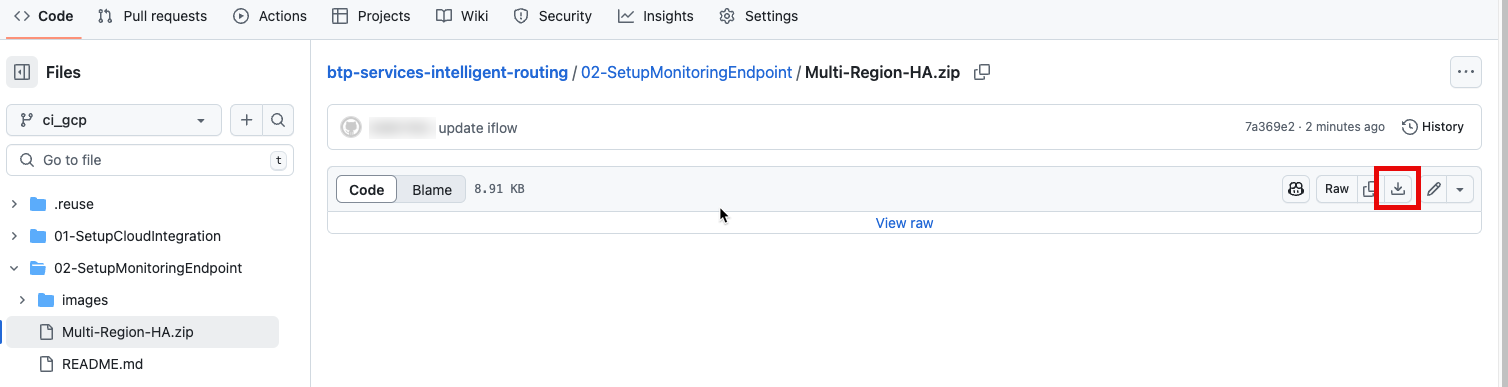 Code Pull requests Actions Projects Wiki Security Insights Settings
Files
btp-services-intelligent-routing / 02-SetupMonitoringEndpoint / Multi-Region-HA.zip
ci_gcp
update iflow
7a369e2 · 2 minutes ago
History
Go to file
t
Code Blame 8.91 KB
Raw
View raw
.reuse
01-SetupCloudIntegration
02-SetupMonitoringEndpoint
images
Multi-Region-HA.zip
README.md